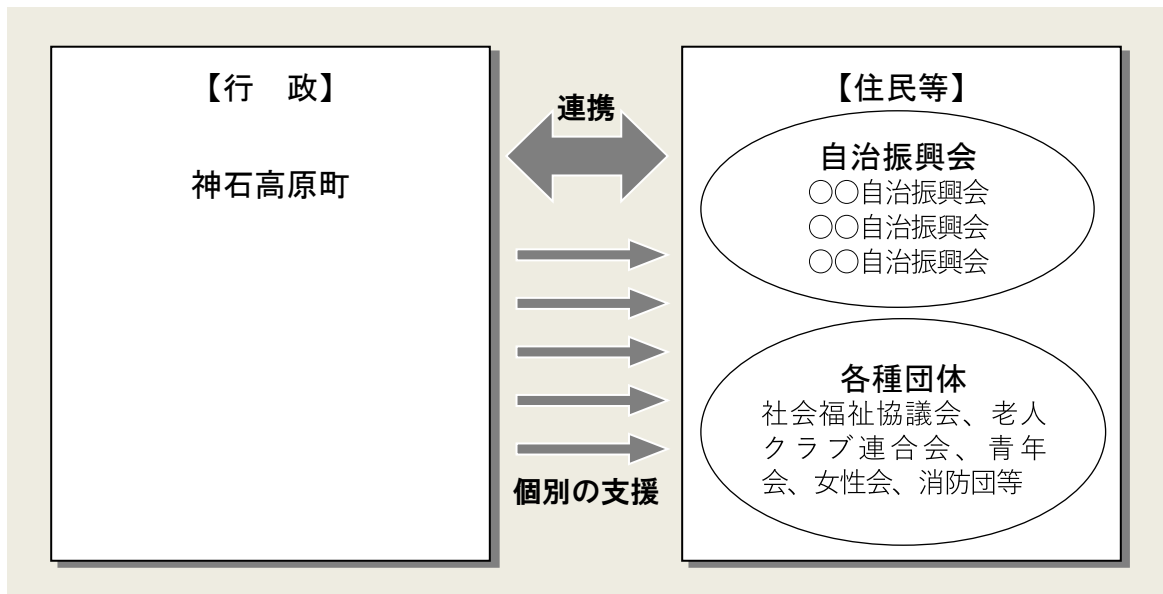 【行　政】
神石高原町
連携
個別の支援
【住民等】
自治振興会
○○自治振興会
○○自治振興会
○○自治振興会
各種団体
社会福祉協議会、老人
クラブ連合会、青年
会、女性会、消防団等